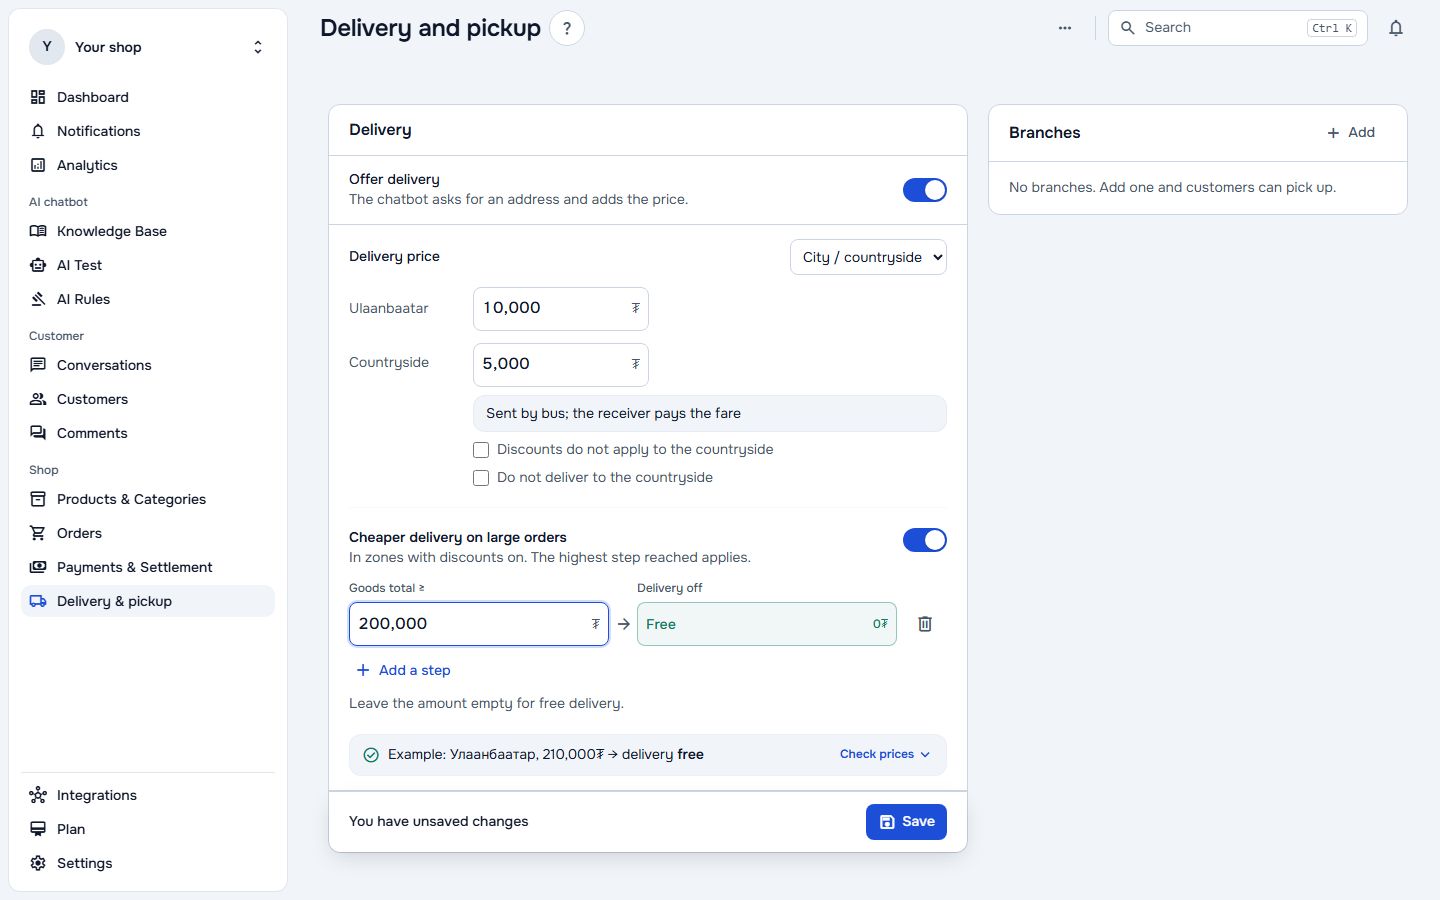 Y Your shop
Dashboard
Notifications
Analytics
AI chatbot
Knowledge Base
AI Test
AI Rules
Customer
Conversations
Customers
Comments
Shop
Products & Categories
Orders
Payments & Settlement
Delivery & pickup
Integrations
Plan
Settings
Delivery and pickup ?
Search Ctrl K
Delivery
Offer delivery
The chatbot asks for an address and adds the price.
Delivery price City / countryside
Ulaanbaatar 10,000 ₮
Countryside 5,000 ₮
Sent by bus; the receiver pays the fare
Discounts do not apply to the countryside
Do not deliver to the countryside
Cheaper delivery on large orders
In zones with discounts on. The highest step reached applies.
Goods total ≥ Delivery off
200,000 ₮ → Free 0₮
+ Add a step
Leave the amount empty for free delivery.
Example: Улаанбаатар, 210,000₮ → delivery free Check prices
You have unsaved changes Save
Branches + Add
No branches. Add one and customers can pick up.